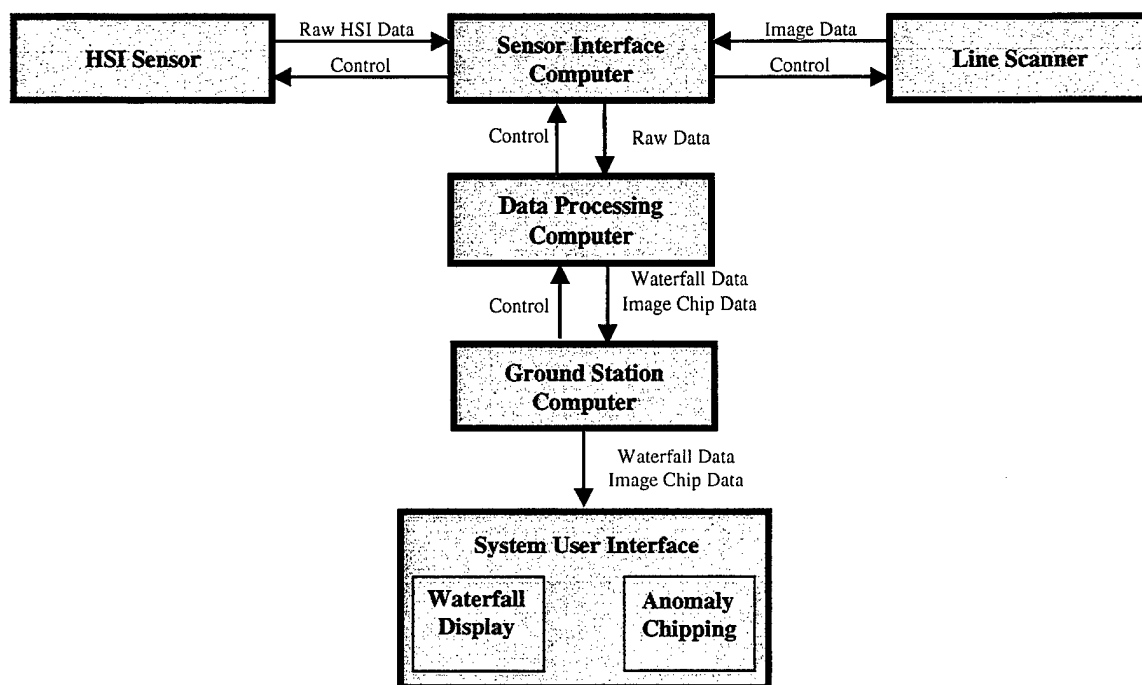 Raw HSI Data
HSI Sensor
Control
Sensor Interface
Computer
Image Data
Control
Line Scanner
Control
Raw Data
Data Processing
Computer
Control
Waterfall Data
Image Chip Data
Ground Station
Computer
Waterfall Data
Image Chip Data
System User Interface
Waterfall
Display
Anomaly
Chipping